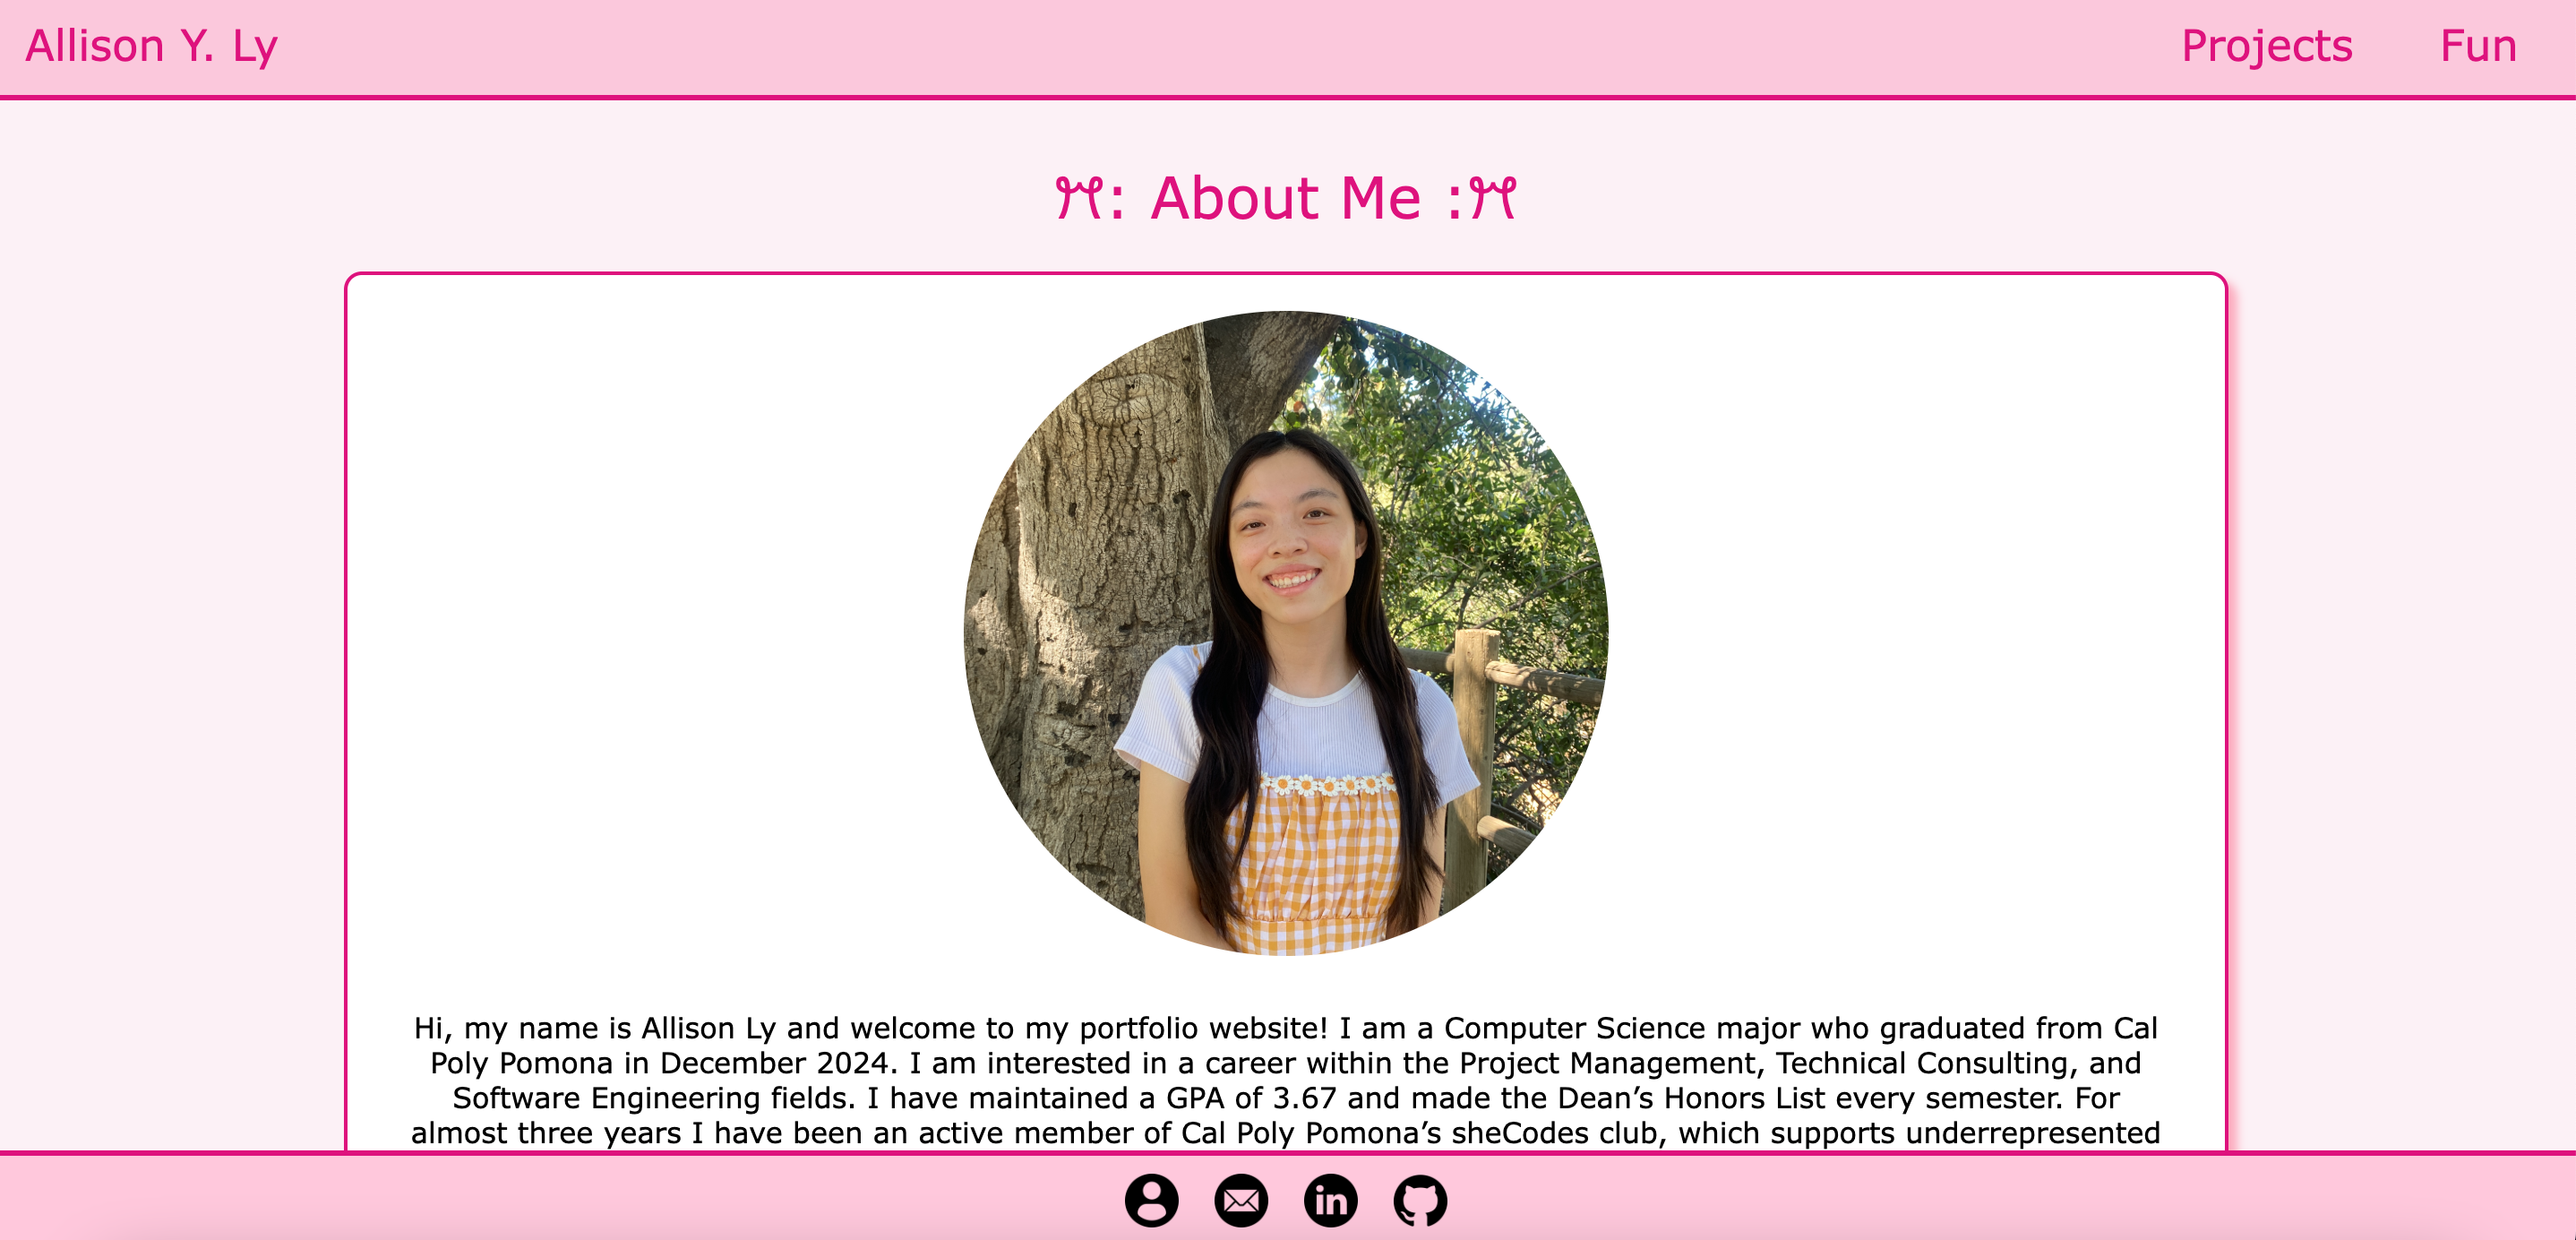 Allison Y. Ly
Projects
Fun
୨୧: About Me :୨୧
Hi, my name is Allison Ly and welcome to my portfolio website! I am a Computer Science major who graduated from Cal
Poly Pomona in December 2024. I am interested in a career within the Project Management, Technical Consulting, and
Software Engineering fields. I have maintained a GPA of 3.67 and made the Dean’s Honors List every semester. For
almost three years I have been an active member of Cal Poly Pomona’s sheCodes club, which supports underrepresented
in